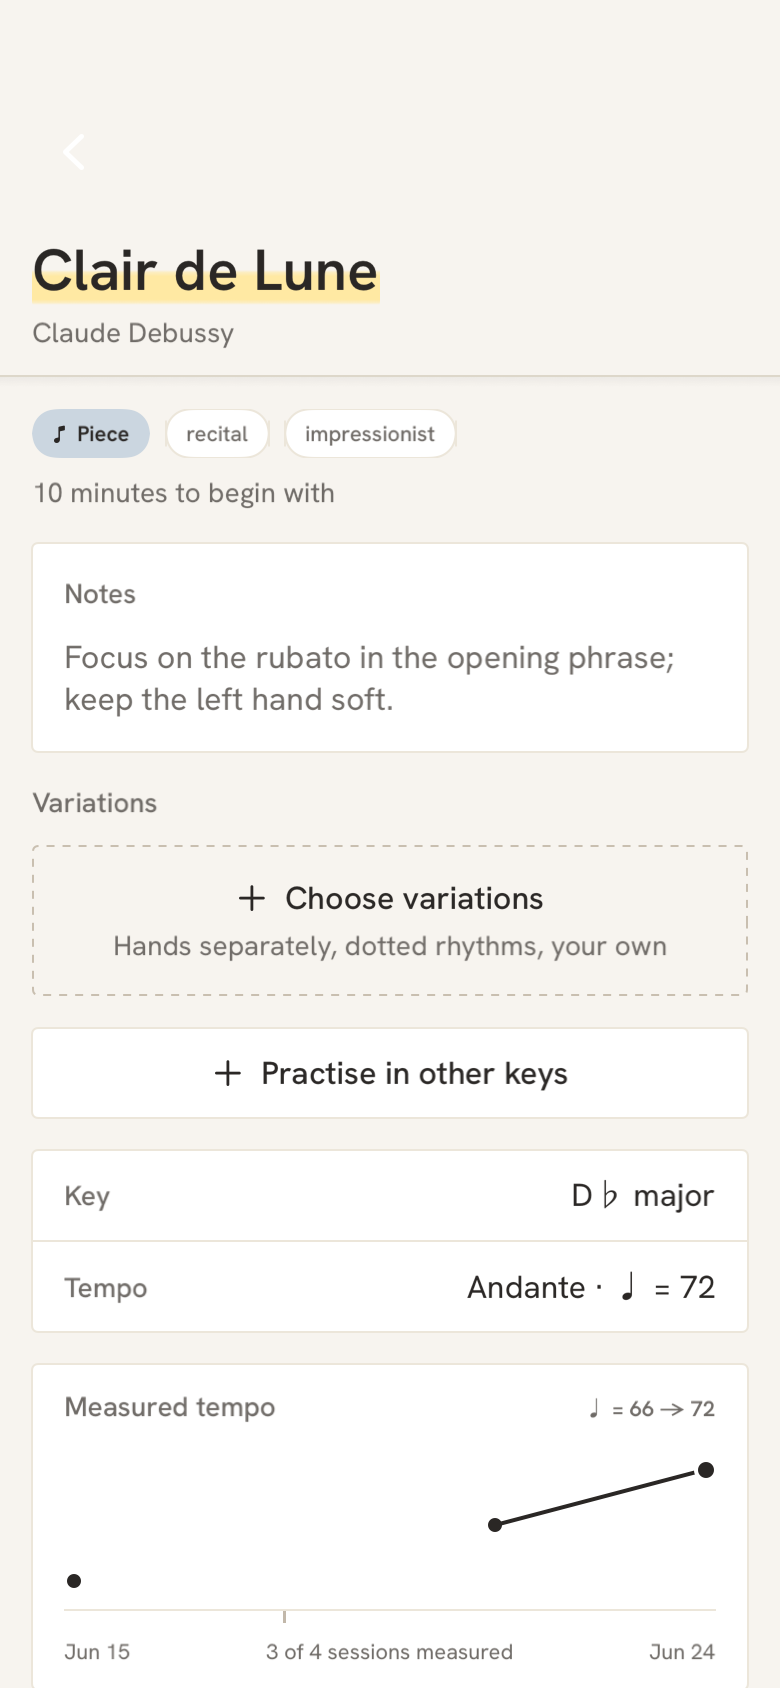 Clair de Lune
Claude Debussy
Piece
recital
impressionist
10 minutes to begin with
Notes
Focus on the rubato in the opening phrase;
keep the left hand soft.
Variations
+ Choose variations
Hands separately, dotted rhythms, your own
+ Practise in other keys
Key
D♭ major
Tempo
Andante · ♩ = 72
Measured tempo
♩ = 66 → 72
Jun 15
3 of 4 sessions measured
Jun 24